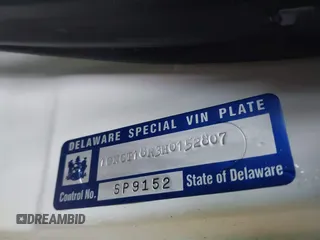 DELAWARE SPECIAL VIN PLATE
Control No. SP9152 State of Delaware
DREAMBID